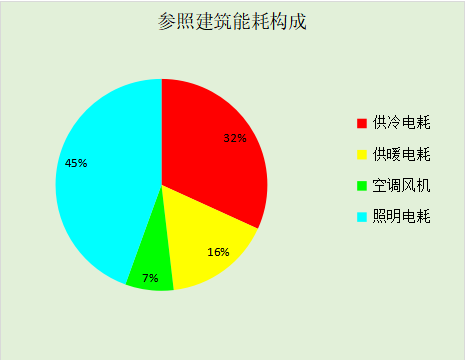 参照建筑能耗构成
32%
16%
7%
45%
供冷电耗
供暖电耗
空调风机
照明电耗